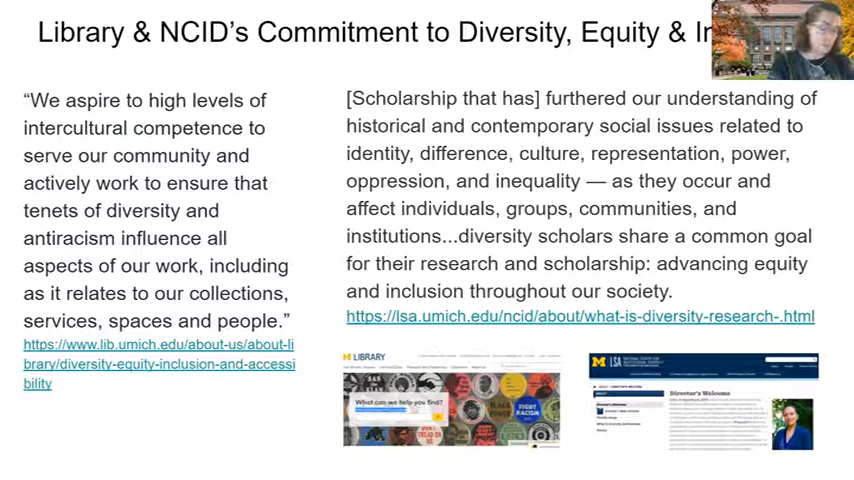 Library & NCID's Commitment to Diversity, Equity & In
“We aspire to high levels of
intercultural competence to
serve our community and
actively work to ensure that
tenets of diversity and
antiracism influence all
aspects of our work, including
as it relates to our collections,
services, spaces and people.”
https://www.lib.umich.edu/about-us/about-li
brary/diversity-equity-inclusion-and-accessi
bility
[Scholarship that has] furthered our understanding of
historical and contemporary social issues related to
identity, difference, culture, representation, power,
oppression, and inequality — as they occur and
affect individuals, groups, communities, and
institutions...diversity scholars share a common goal
for their research and scholarship: advancing equity
and inclusion throughout our society.
https://lsa.umich.edu/ncid/about/what-is-diversity-research-.html
M LIBRARY
What can we help you find?
FIGHT
RACISM
BLACK
POWER
DON'T
TREAD ON
M LSA
Director's Welcome